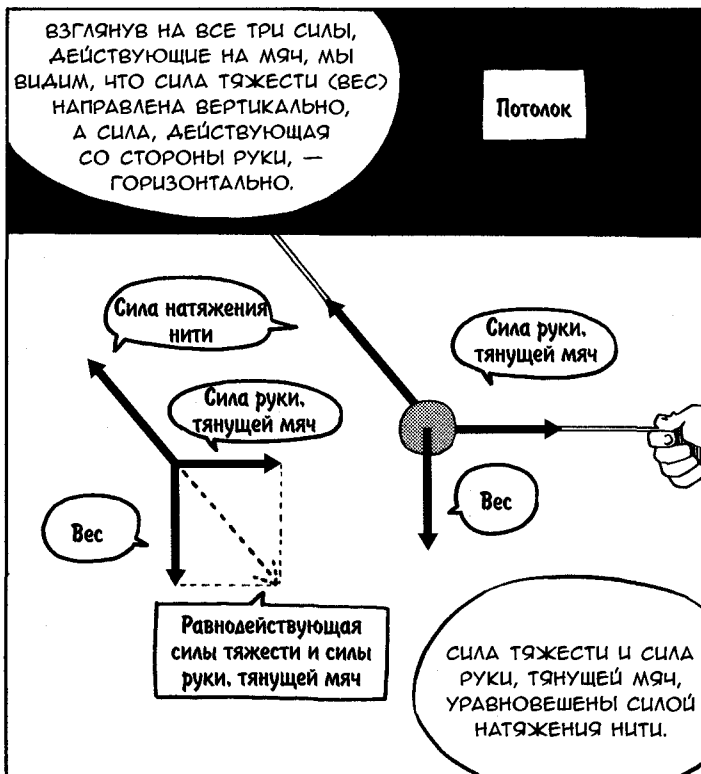 ВЗГЛЯНУВ НА ВСЕ ТРИ СИЛЫ,
ДЕЙСТВУЮЩИЕ НА МЯЧ, МЫ
ВИДИМ, ЧТО СИЛА ТЯЖЕСТИ (ВЕС)
НАПРАВЛЕНА ВЕРТИКАЛЬНО,
А СИЛА, ДЕЙСТВУЮЩАЯ
СО СТОРОНЫ РУКИ, —
ГОРИЗОНТАЛЬНО.
Потолок
Сила натяжения
нити
Сила руки,
тянущей мяч
Сила руки,
тянущей мяч
Вес
Вес
Равнодействующая
силы тяжести и силы
руки, тянущей мяч
СИЛА ТЯЖЕСТИ И СИЛА
РУКИ, ТЯНУЩЕЙ МЯЧ,
УРАВНОВЕШЕНЫ СИЛОЙ
НАТЯЖЕНИЯ НИТИ.